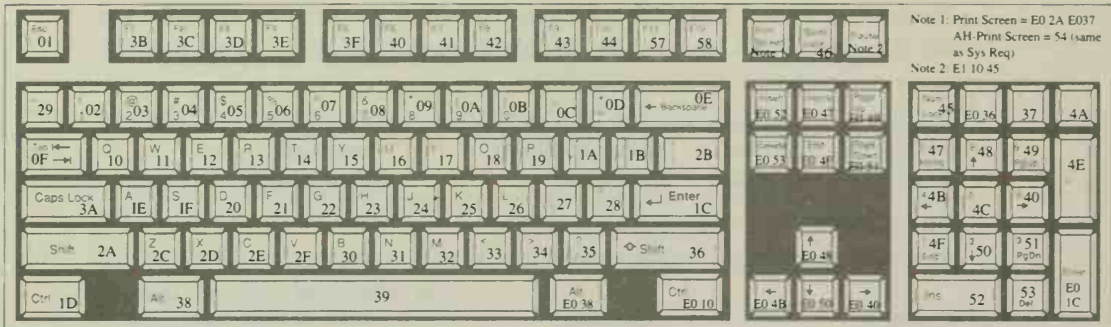 Note 1: Print Screen = E0 2A E037
AH-Print Screen = 54 (same
as Sys Req)
Note 2: E1 10 45
Esc
01 3B 3C 3D 3E 3F 40 41 42 43 44 57 58 Note 1 46 Note 2
29 02 @ 2 03 # 3 04 $ 05 % 5 06 07 08 09 0A 0B 0C 0D ← Backspace 0E E0 52 E0 47 45 E0 36 37 4A
0F Q 10 W 11 E 12 R 13 T 14 Y 15 16 17 O 18 P 19 1A 1B 2B E0 53 E0 4F E0 51 47 48 ↑ 49 4E
Caps Lock 3A A 1E S 1F D 20 F 21 G 22 H 23 J 24 K 25 L 26 27 28 ↵ Enter 1C 4B ← 4C 40 →
Shift 2A Z 2C X 2D C 2E V 2F B 30 N 31 M 32 < 33 > 34 ? 35 Shift 36 ↑ E0 48 4F 2 50 ↓ 3 51 PgDn E0 1C
Ctrl 1D Alt 38 39 Alt E0 38 Ctrl E0 10 ← E0 4B ↓ E0 50 → E0 40 Ins 52 53 Del